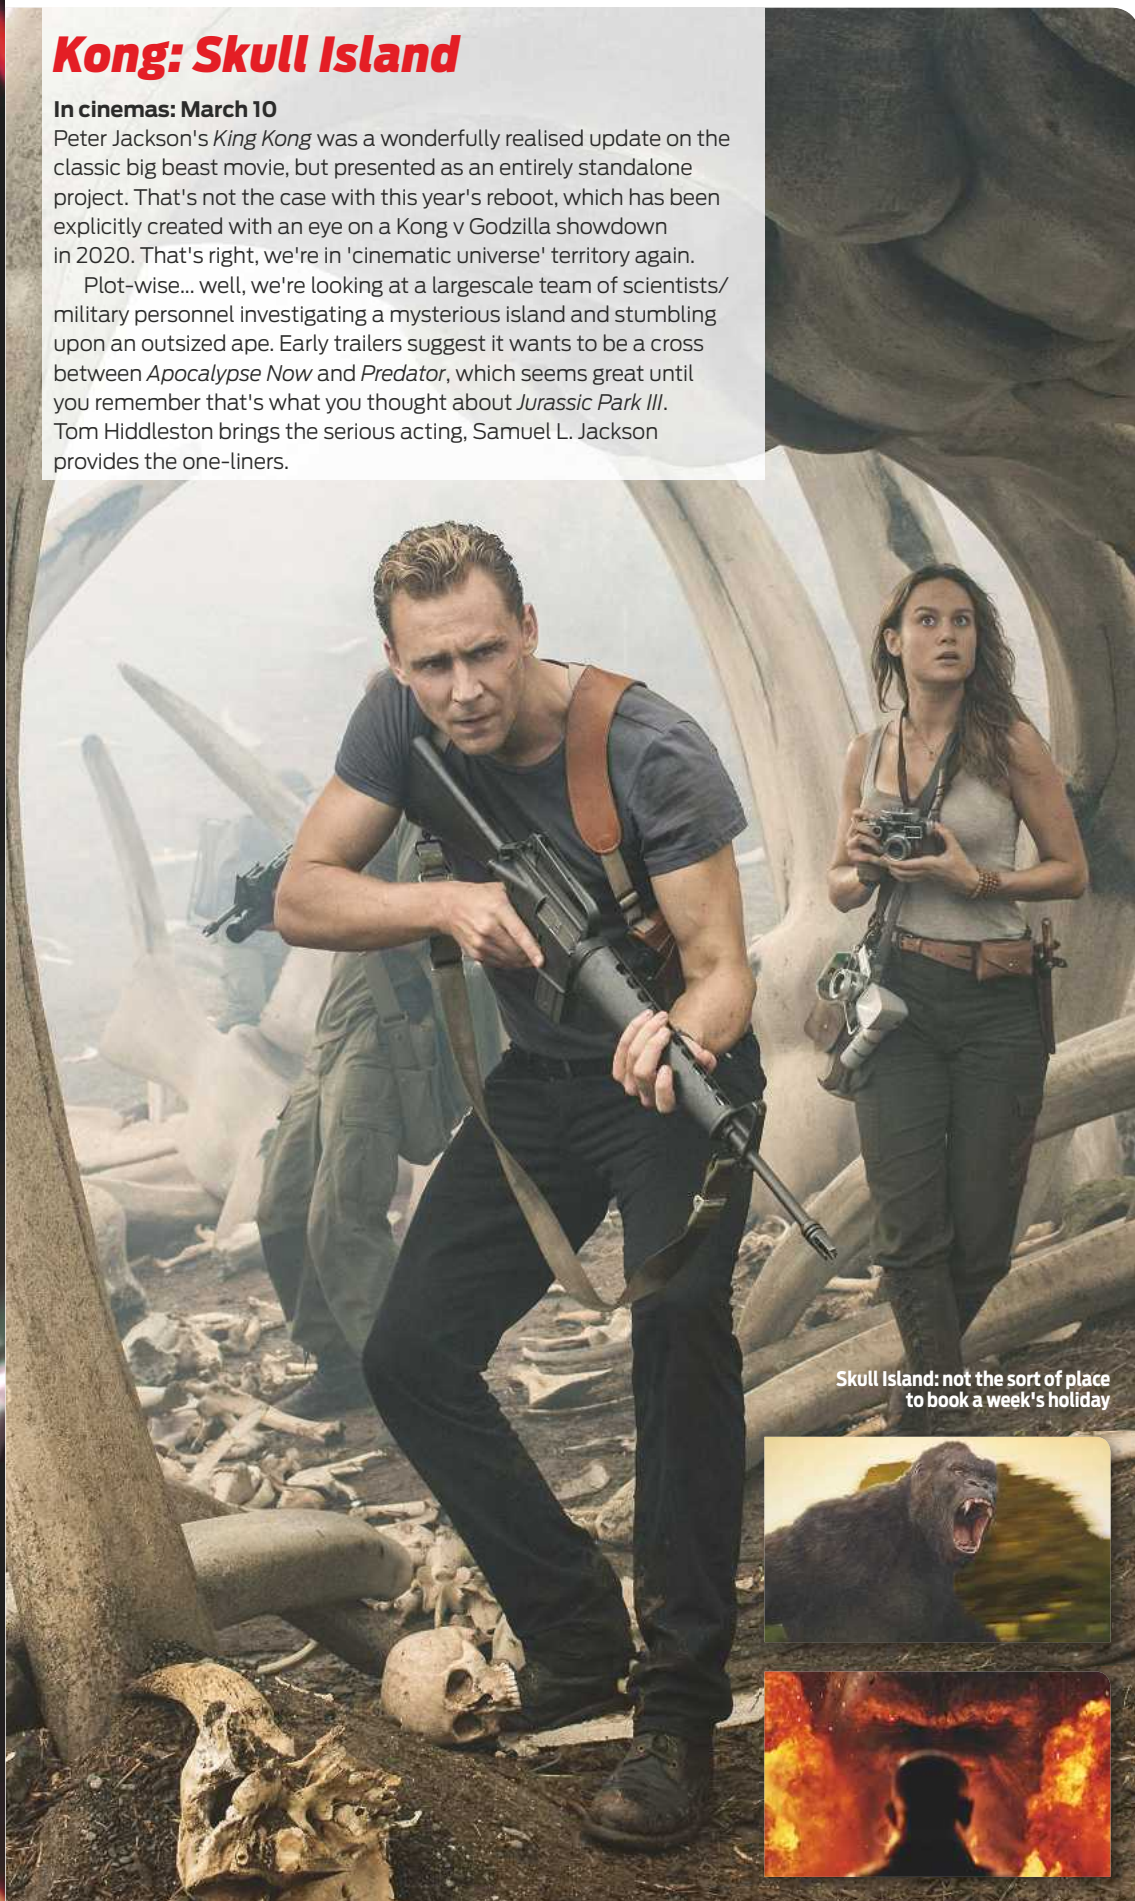 Kong: Skull Island
In cinemas: March 10
Peter Jackson's King Kong was a wonderfully realised update on the
classic big beast movie, but presented as an entirely standalone
project. That's not the case with this year's reboot, which has been
explicitly created with an eye on a Kong v Godzilla showdown
in 2020. That's right, we're in 'cinematic universe' territory again.
Plot-wise... well, we're looking at a largescale team of scientists/
military personnel investigating a mysterious island and stumbling
upon an outsized ape. Early trailers suggest it wants to be a cross
between Apocalypse Now and Predator, which seems great until
you remember that's what you thought about Jurassic Park III.
Tom Hiddleston brings the serious acting, Samuel L. Jackson
provides the one-liners.
Skull Island: not the sort of place
to book a week's holiday